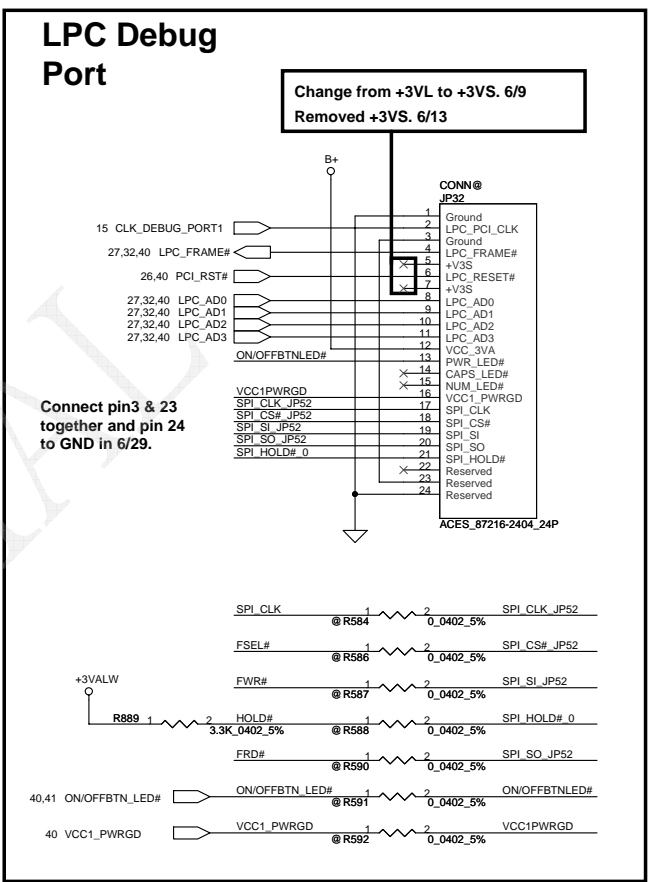 LPC Debug
Port
Change from +3VL to +3VS. 6/9
Removed +3VS. 6/13
B+
CONN@
JP32
1 Ground
15 CLK_DEBUG_PORT1 2 LPC_PCI_CLK
3 Ground
27,32,40 LPC_FRAME# 4 LPC_FRAME#
5 +V3S
26,40 PCI_RST# 6 LPC_RESET#
7 +V3S
27,32,40 LPC_AD0 8 LPC_AD0
27,32,40 LPC_AD1 9 LPC_AD1
27,32,40 LPC_AD2 10 LPC_AD2
27,32,40 LPC_AD3 11 LPC_AD3
12 VCC_3VA
ON/OFFBTNLED# 13 PWR_LED#
14 CAPS_LED#
15 NUM_LED#
VCC1PWRGD 16 VCC1_PWRGD
SPI_CLK_JP52 17 SPI_CLK
SPI_CS#_JP52 18 SPI_CS#
SPI_SI_JP52 19 SPI_SI
SPI_SO_JP52 20 SPI_SO
SPI_HOLD#_0 21 SPI_HOLD#
22 Reserved
23 Reserved
24 Reserved
ACES_87216-2404_24P
Connect pin3 & 23
together and pin 24
to GND in 6/29.
SPI_CLK 1 2 SPI_CLK_JP52
@ R584 0_0402_5%
FSEL# 1 2 SPI_CS#_JP52
@ R586 0_0402_5%
+3VALW
FWR# 1 2 SPI_SI_JP52
@ R587 0_0402_5%
R889 1 2 HOLD# 1 2 SPI_HOLD#_0
3.3K_0402_5% @ R588 0_0402_5%
FRD# 1 2 SPI_SO_JP52
@ R590 0_0402_5%
40,41 ON/OFFBTN_LED# ON/OFFBTN_LED# 1 2 ON/OFFBTNLED#
@ R591 0_0402_5%
40 VCC1_PWRGD VCC1_PWRGD 1 2 VCC1PWRGD
@ R592 0_0402_5%